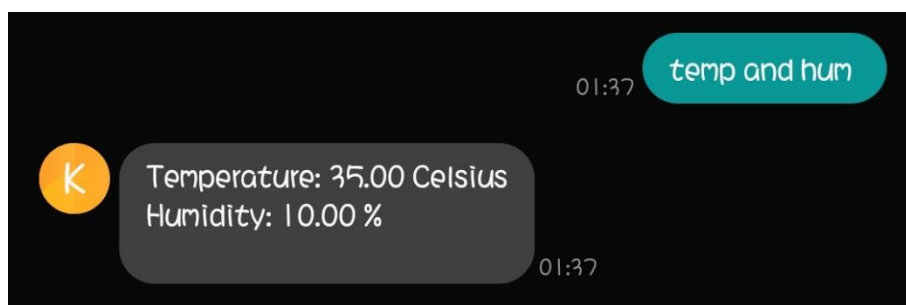 temp and hum
01:37
K
Temperature: 35.00 Celsius
Humidity: 10.00 %
01:37